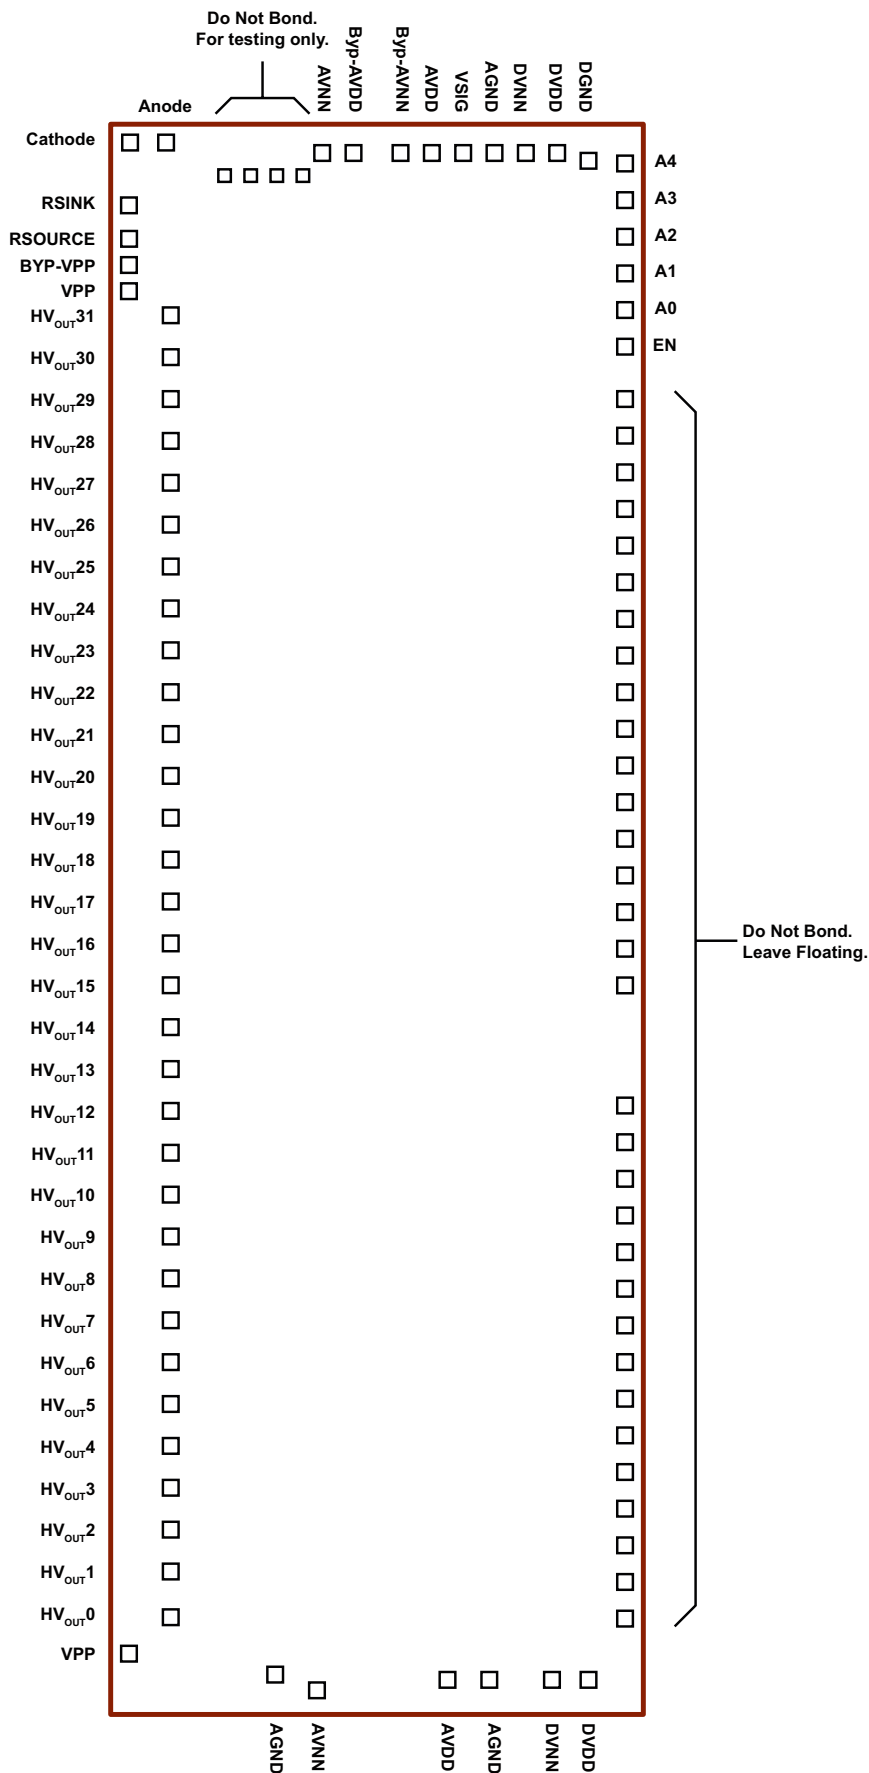 Do Not Bond.
For testing only.
AVNN
Byp-AVDD
Byp-AVNN
AVDD
VSIG
AGND
DVNN
DVDD
DGND
Anode
Cathode
RSINK
RSOURCE
BYP-VPP
VPP
HVOUT31
HVOUT30
HVOUT29
HVOUT28
HVOUT27
HVOUT26
HVOUT25
HVOUT24
HVOUT23
HVOUT22
HVOUT21
HVOUT20
HVOUT19
HVOUT18
HVOUT17
HVOUT16
HVOUT15
HVOUT14
HVOUT13
HVOUT12
HVOUT11
HVOUT10
HVOUT9
HVOUT8
HVOUT7
HVOUT6
HVOUT5
HVOUT4
HVOUT3
HVOUT2
HVOUT1
HVOUT0
VPP
A4
A3
A2
A1
A0
EN
Do Not Bond.
Leave Floating.
AGND
AVNN
AVDD
AGND
DVNN
DVDD